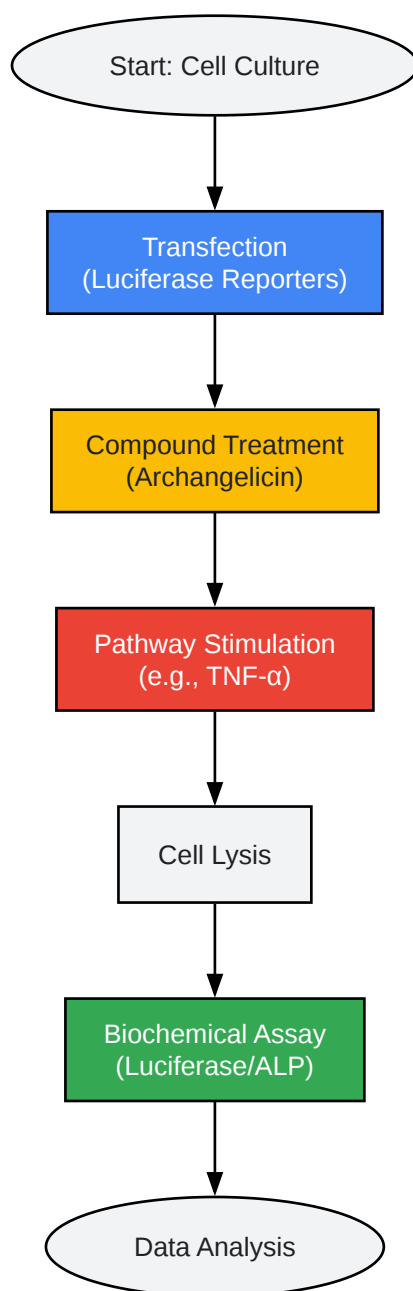 Start: Cell Culture
Transfection
(Luciferase Reporters)
Compound Treatment
(Archangelicin)
Pathway Stimulation
(e.g., TNF-α)
Cell Lysis
Biochemical Assay
(Luciferase/ALP)
Data Analysis